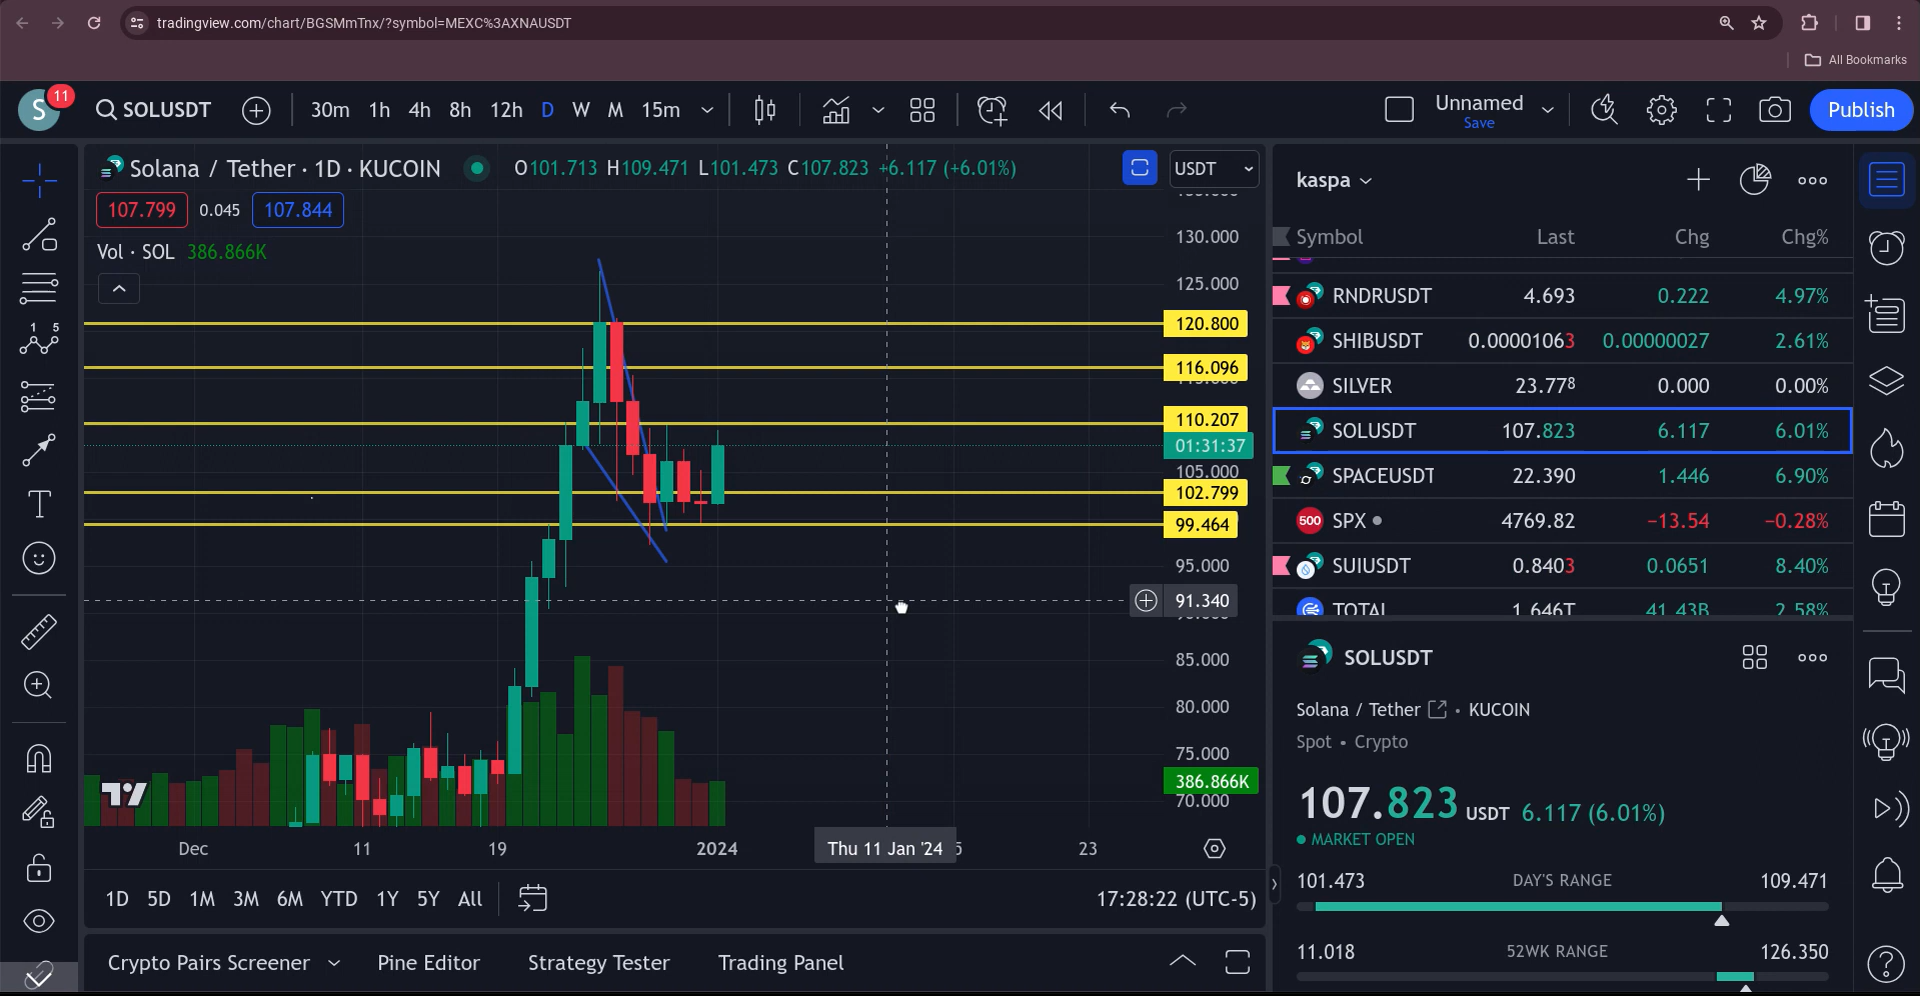 tradingview.com/chart/BGSMmTnx/?symbol=MEXC%3AXNAUSDT
All Bookmarks
S 11 SOLUSDT 30m 1h 4h 8h 12h D W M 15m Unnamed Save Publish
Solana / Tether · 1D · KUCOIN O101.713 H109.471 L101.473 C107.823 +6.117 (+6.01%) USDT
107.799 0.045 107.844
Vol · SOL 386.866K
130.000
125.000
120.800
116.096
110.207
01:31:37
105.000
102.799
99.464
95.000
91.340
85.000
80.000
75.000
386.866K
70.000
Dec 11 19 2024 Thu 11 Jan '24 23
1D 5D 1M 3M 6M YTD 1Y 5Y All 17:28:22 (UTC-5)
Crypto Pairs Screener Pine Editor Strategy Tester Trading Panel
1 5
T
kaspa
Symbol Last Chg Chg%
RNDRUSDT 4.693 0.222 4.97%
SHIBUSDT 0.00001063 0.00000027 2.61%
SILVER 23.778 0.000 0.00%
SOLUSDT 107.823 6.117 6.01%
SPACEUSDT 22.390 1.446 6.90%
500 SPX 4769.82 −13.54 −0.28%
SUIUSDT 0.8403 0.0651 8.40%
TOTAL 1.646T 41.43B 2.58%
SOLUSDT
Solana / Tether • KUCOIN
Spot • Crypto
107.823 USDT 6.117 (6.01%)
MARKET OPEN
101.473 DAY'S RANGE 109.471
11.018 52WK RANGE 126.350